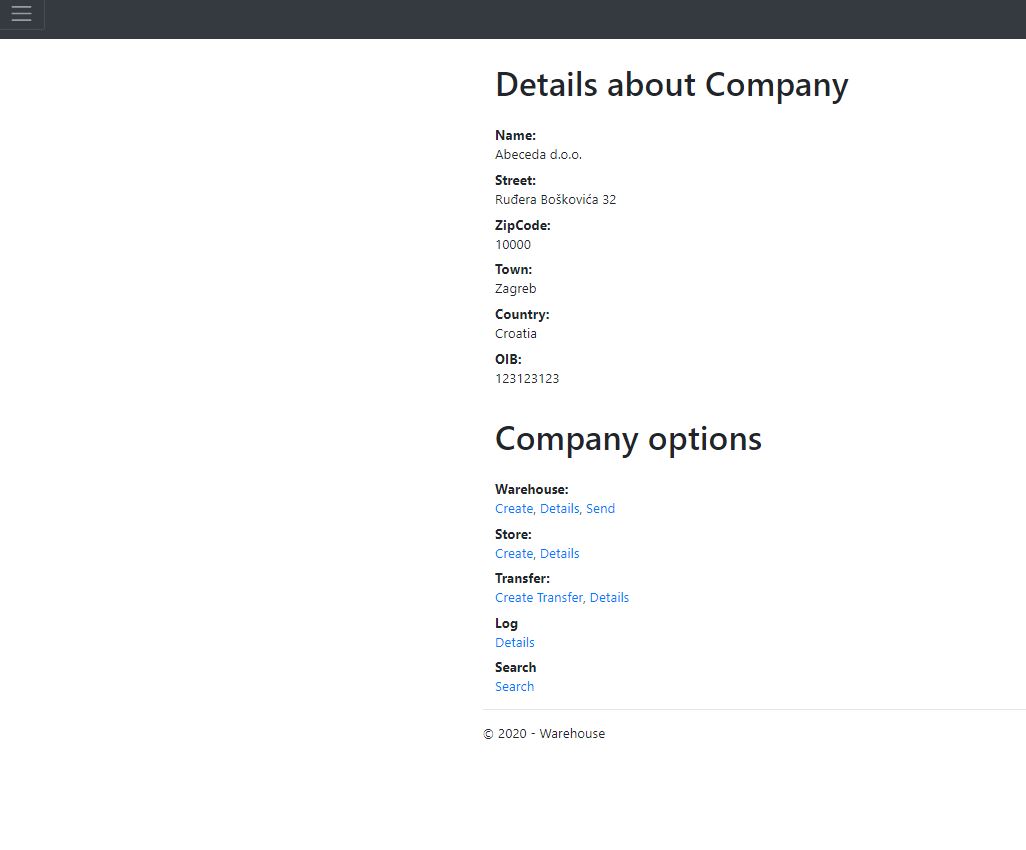 Details about Company
Name:
Abeceda d.o.o.
Street:
Ruđera Boškovića 32
ZipCode:
10000
Town:
Zagreb
Country:
Croatia
OIB:
123123123
Company options
Warehouse:
Create, Details, Send
Store:
Create, Details
Transfer:
Create Transfer, Details
Log
Details
Search
Search
© 2020 - Warehouse